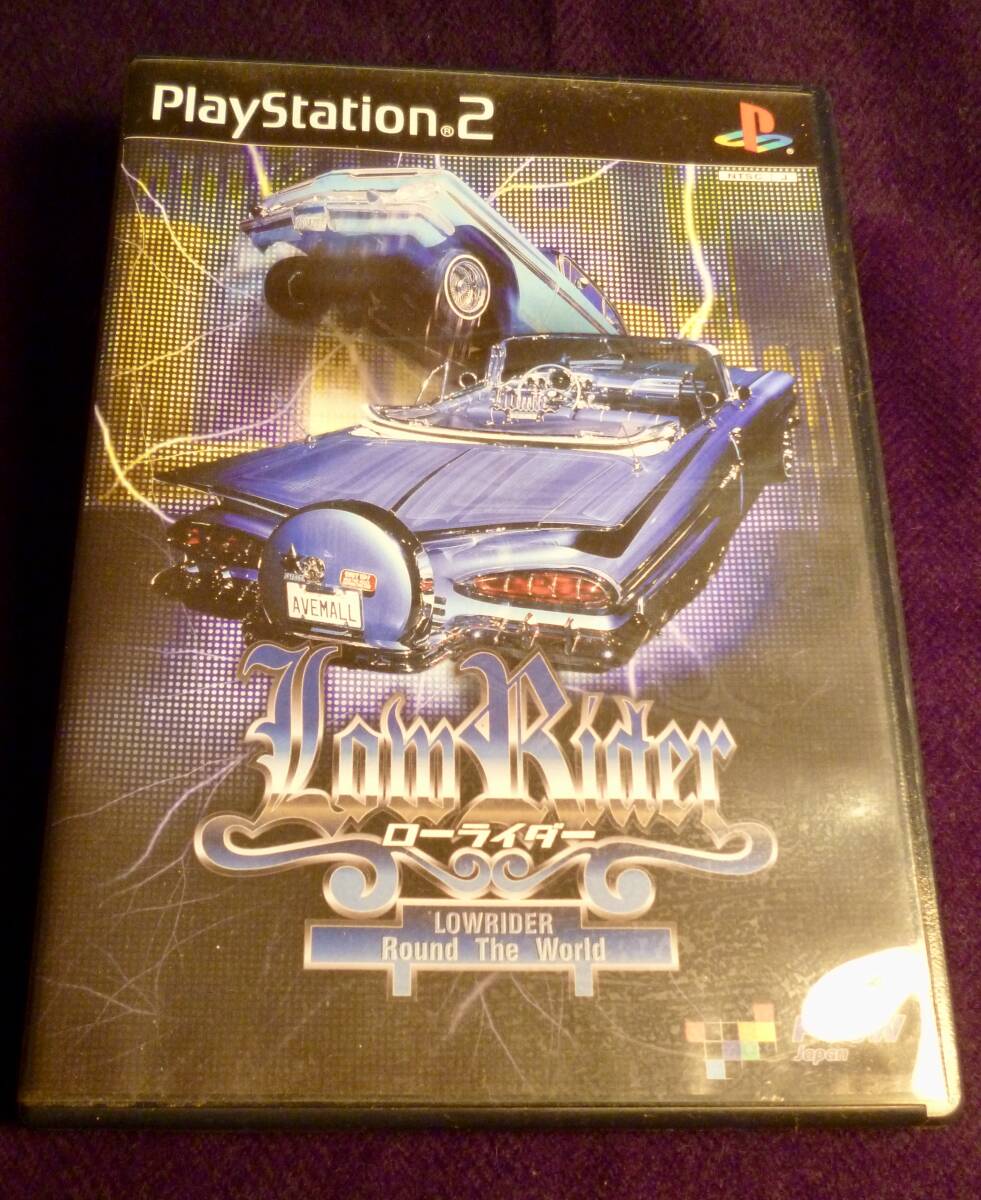 PlayStation®2
NTSC J
AVEMALL
LowRider
ローライダー
LOWRIDER
Round The World
Japan